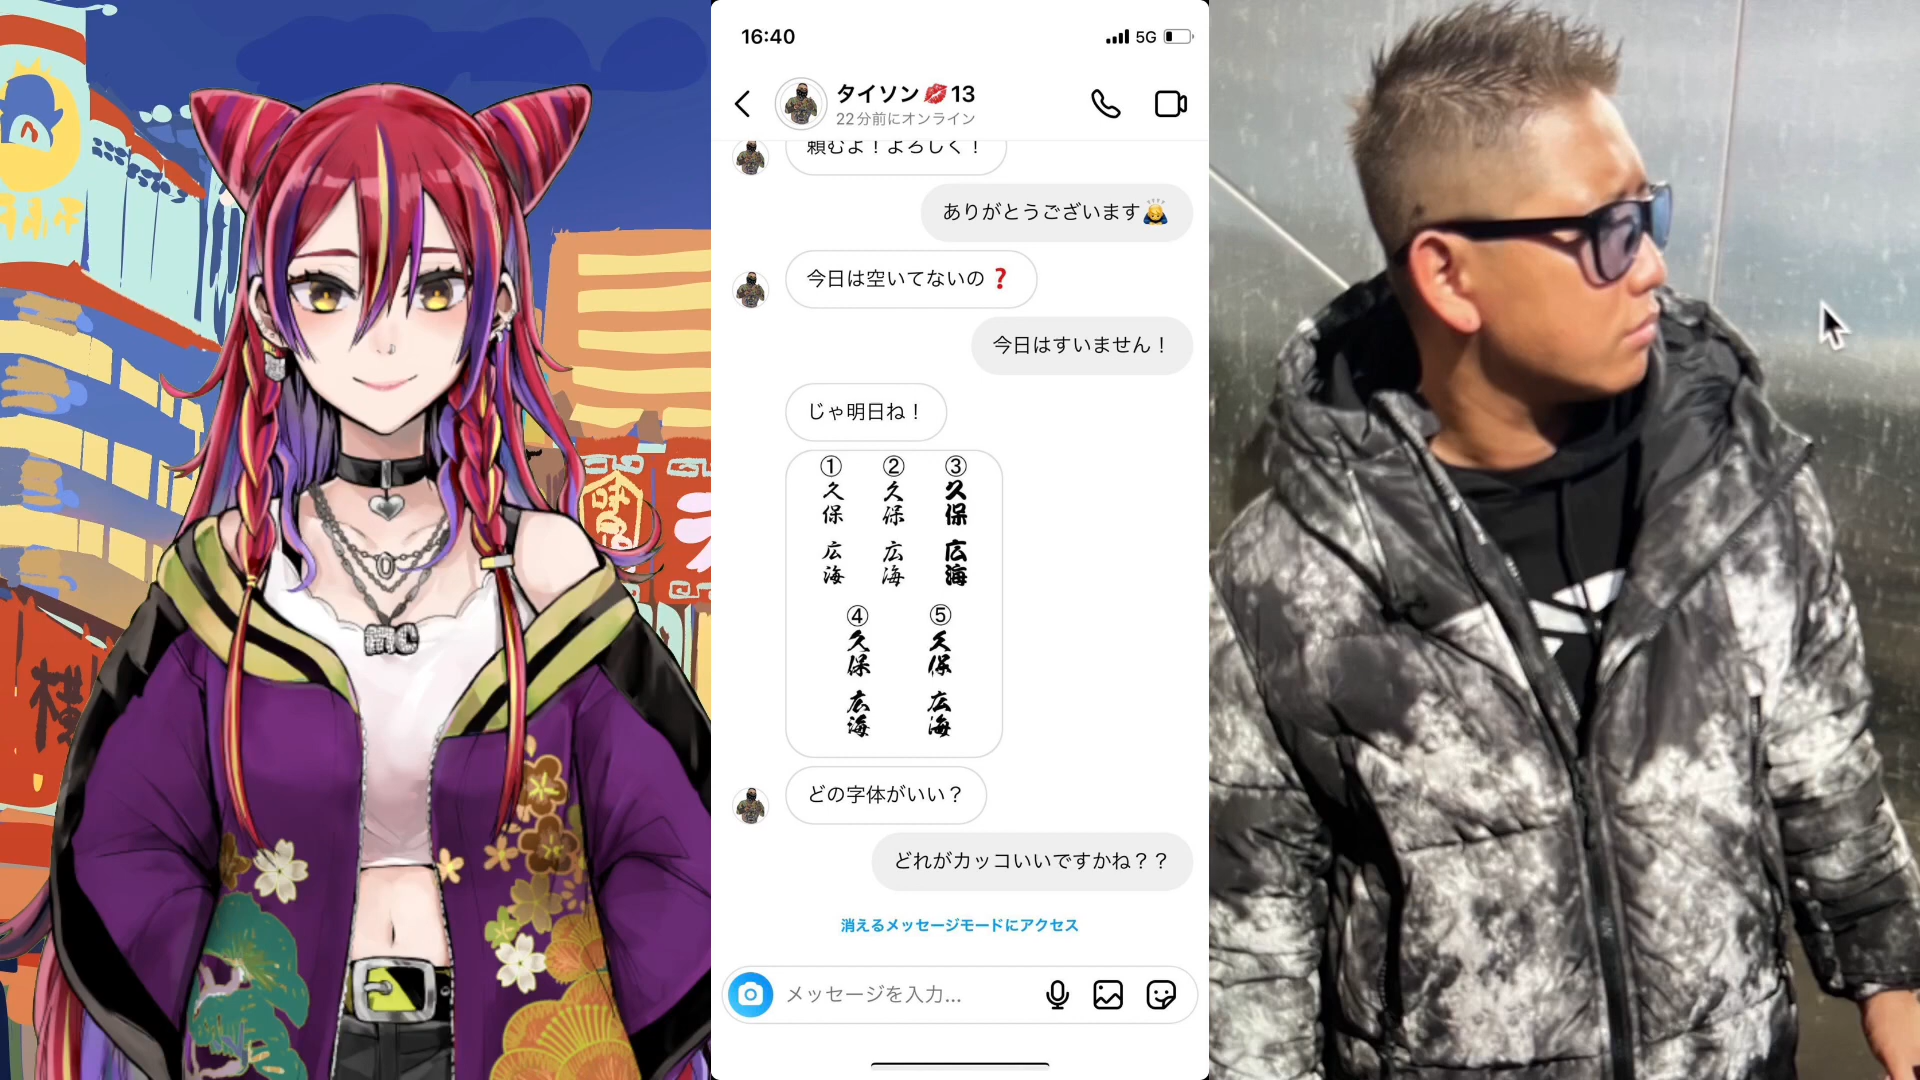 横
呼
MC
16:40
5G
タイソン💋13
22分前にオンライン
頼むよ！よろしく！
ありがとうございます🙇
今日は空いてないの❓
今日はすいません！
じゃ明日ね！
① ② ③
久保 広海 久保 広海 久保 広海
④ ⑤
久保 広海 久保 広海
どの字体がいい？
どれがカッコいいですかね？？
消えるメッセージモードにアクセス
メッセージを入力...